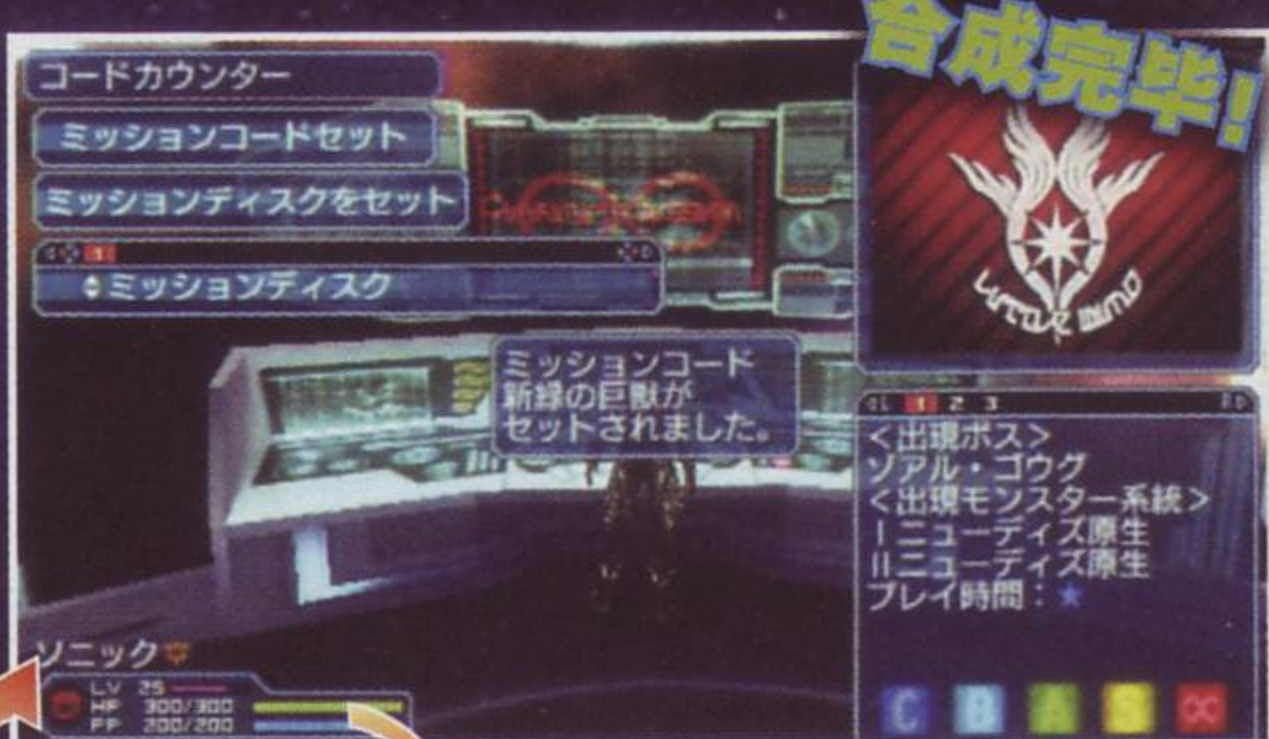 合成完毕!
コードカウンター
ミッションコードセット
ミッションディスクをセット
1
ミッションディスク
ミッションコード
新緑の巨獣が
セットされました。
L 1 2 3 R
<出現ボス>
ゾアル・ゴウグ
<出現モンスター系統>
Iニューディズ原生
IIニューディズ原生
プレイ時間:★
ソニック
LV 25
HP 300/300
PP 200/200
C B A S ∞